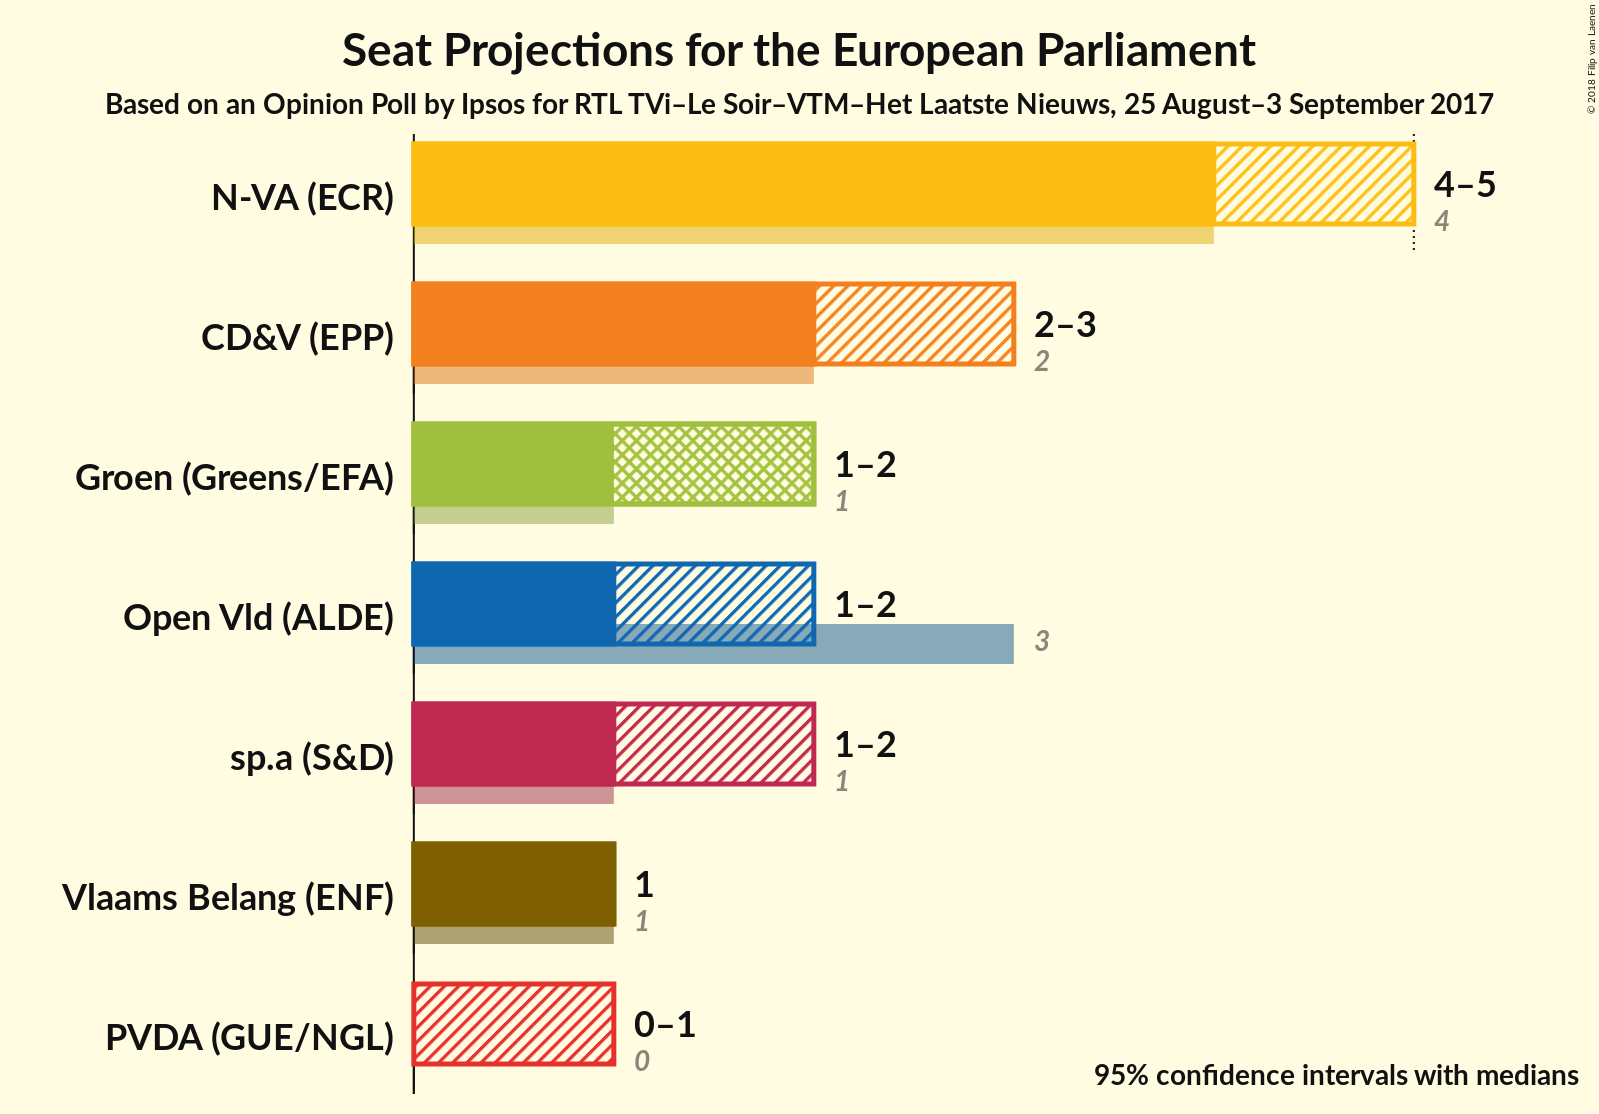 Seat Projections for the European Parliament
Based on an Opinion Poll by Ipsos for RTL TVi–Le Soir–VTM–Het Laatste Nieuws, 25 August–3 September 2017
© 2018 Filip van Laenen
N-VA (ECR)
4–5
4
CD&V (EPP)
2–3
2
Groen (Greens/EFA)
1–2
1
Open Vld (ALDE)
1–2
3
sp.a (S&D)
1–2
1
Vlaams Belang (ENF)
1
1
PVDA (GUE/NGL)
0–1
0
95% confidence intervals with medians